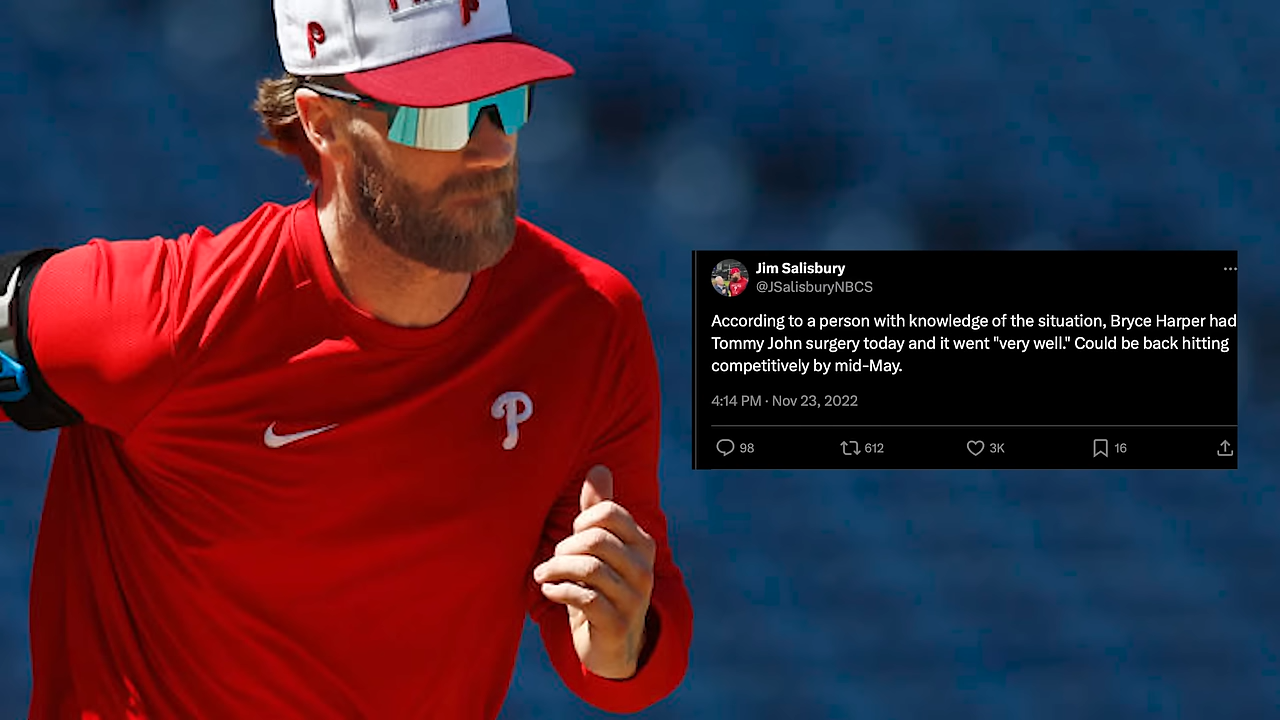 P
P
Jim Salisbury
@JSalisburyNBCS
According to a person with knowledge of the situation, Bryce Harper had
Tommy John surgery today and it went "very well." Could be back hitting
competitively by mid-May.
4:14 PM · Nov 23, 2022
98 612 3K 16